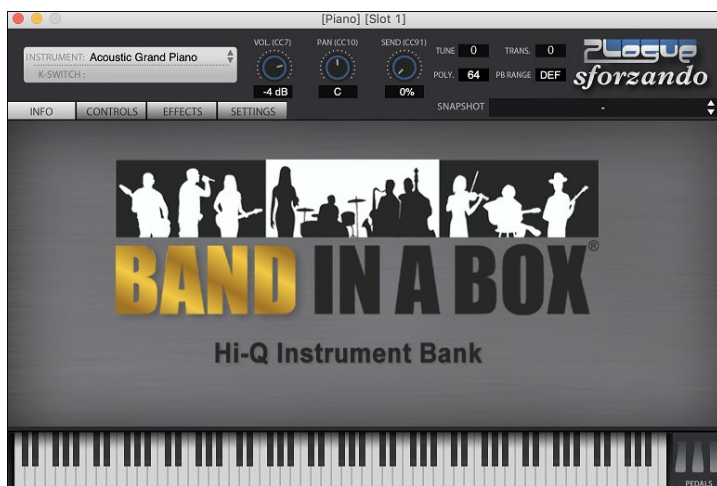 [Piano] [Slot 1]
INSTRUMENT: Acoustic Grand Piano
K-SWITCH :
VOL. (CC7)
-4 dB
PAN (CC10)
C
SEND (CC91)
0%
TUNE 0 TRANS. 0
POLY. 64 PB RANGE DEF
SNAPSHOT -
PLOGUE
sforzando
INFO CONTROLS EFFECTS SETTINGS
BAND IN A BOX®
Hi-Q Instrument Bank
PEDALS